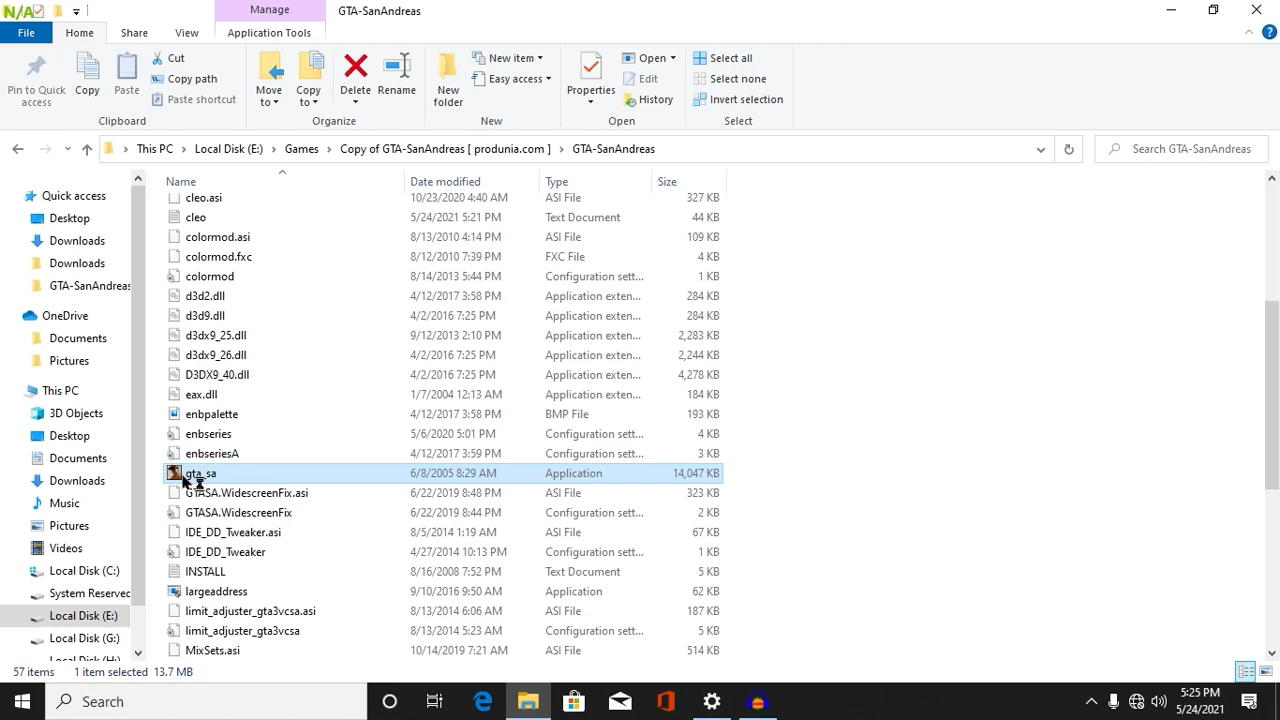 N/A
Manage
GTA-SanAndreas
File
Home
Share
View
Application Tools
Pin to Quick access
Copy
Paste
Cut
Copy path
Paste shortcut
Clipboard
Move to
Copy to
Delete
Rename
Organize
New folder
New item
Easy access
New
Properties
Open
Edit
History
Open
Select all
Select none
Invert selection
Select
This PC > Local Disk (E:) > Games > Copy of GTA-SanAndreas [ produnia.com ] > GTA-SanAndreas
Search GTA-SanAndreas
Quick access
Desktop
Downloads
Downloads
GTA-SanAndreas
OneDrive
Documents
Pictures
This PC
3D Objects
Desktop
Documents
Downloads
Music
Pictures
Videos
Local Disk (C:)
System Reserved
Local Disk (E:)
Local Disk (G:)
Local Disk (H:)
Name Date modified Type Size
cleo.asi 10/23/2020 4:40 AM ASI File 327 KB
cleo 5/24/2021 5:21 PM Text Document 44 KB
colormod.asi 8/13/2010 4:14 PM ASI File 109 KB
colormod.fxc 8/12/2010 7:39 PM FXC File 4 KB
colormod 8/14/2013 5:44 PM Configuration sett... 1 KB
d3d2.dll 4/12/2017 3:58 PM Application exten... 284 KB
d3d9.dll 4/2/2016 7:25 PM Application exten... 284 KB
d3dx9_25.dll 9/12/2013 2:10 PM Application exten... 2,283 KB
d3dx9_26.dll 4/2/2016 7:25 PM Application exten... 2,244 KB
D3DX9_40.dll 4/2/2016 7:25 PM Application exten... 4,278 KB
eax.dll 1/7/2004 12:13 AM Application exten... 184 KB
enbpalette 4/12/2017 3:58 PM BMP File 193 KB
enbseries 5/6/2020 5:01 PM Configuration sett... 4 KB
enbseriesA 4/12/2017 3:59 PM Configuration sett... 3 KB
gta_sa 6/8/2005 8:29 AM Application 14,047 KB
GTASA.WidescreenFix.asi 6/22/2019 8:48 PM ASI File 323 KB
GTASA.WidescreenFix 6/22/2019 8:44 PM Configuration sett... 2 KB
IDE_DD_Tweaker.asi 8/5/2014 1:19 AM ASI File 67 KB
IDE_DD_Tweaker 4/27/2014 10:13 PM Configuration sett... 1 KB
INSTALL 8/16/2008 7:52 PM Text Document 5 KB
largeaddress 9/10/2016 9:50 AM Application 62 KB
limit_adjuster_gta3vcsa.asi 8/13/2014 6:06 AM ASI File 187 KB
limit_adjuster_gta3vcsa 8/13/2014 5:23 AM Configuration sett... 5 KB
MixSets.asi 10/14/2019 7:21 AM ASI File 514 KB
57 items 1 item selected 13.7 MB
Search
5:25 PM
5/24/2021